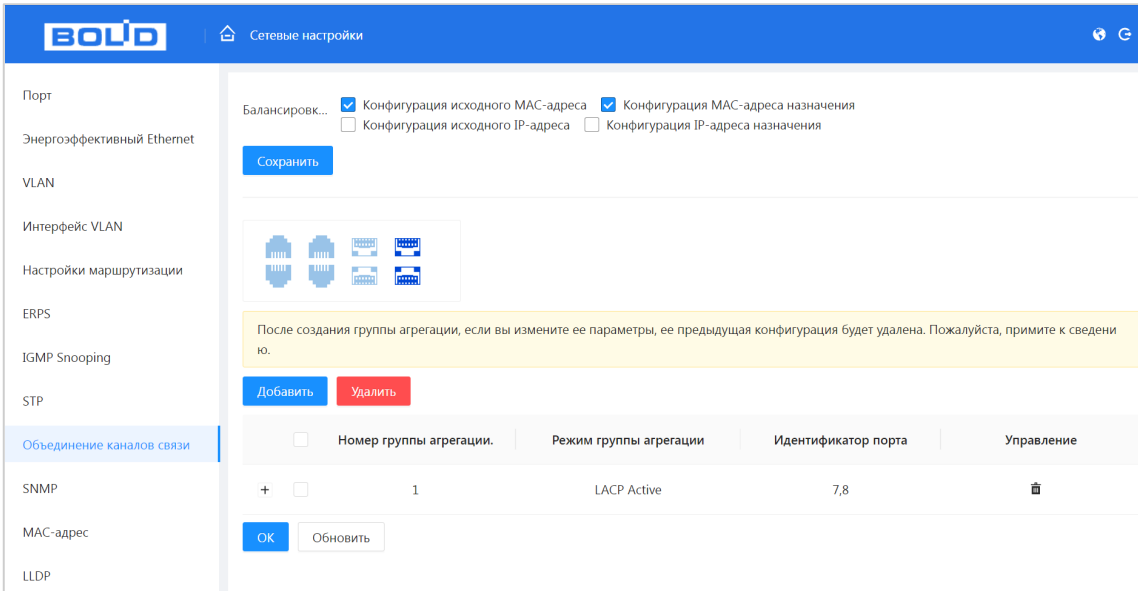 BOLID
Сетевые настройки
Порт
Энергоэффективный Ethernet
VLAN
Интерфейс VLAN
Настройки маршрутизации
ERPS
IGMP Snooping
STP
Объединение каналов связи
SNMP
MAC-адрес
LLDP
Балансировк...
Конфигурация исходного MAC-адреса
Конфигурация MAC-адреса назначения
Конфигурация исходного IP-адреса
Конфигурация IP-адреса назначения
Сохранить
После создания группы агрегации, если вы измените ее параметры, ее предыдущая конфигурация будет удалена. Пожалуйста, примите к сведени
ю.
Добавить
Удалить
Номер группы агрегации.
Режим группы агрегации
Идентификатор порта
Управление
+ 1 LACP Active 7,8
OK
Обновить